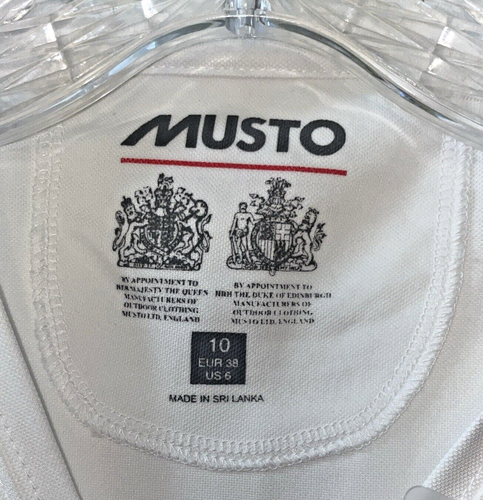 MUSTO
BY APPOINTMENT TO
HER MAJESTY THE QUEEN
MANUFACTURERS OF
OUTDOOR CLOTHING
MUSTO LTD, ENGLAND
BY APPOINTMENT TO
HRH THE DUKE OF EDINBURGH
MANUFACTURERS OF
OUTDOOR CLOTHING
MUSTO LTD, ENGLAND
10
EUR 38
US 6
MADE IN SRI LANKA